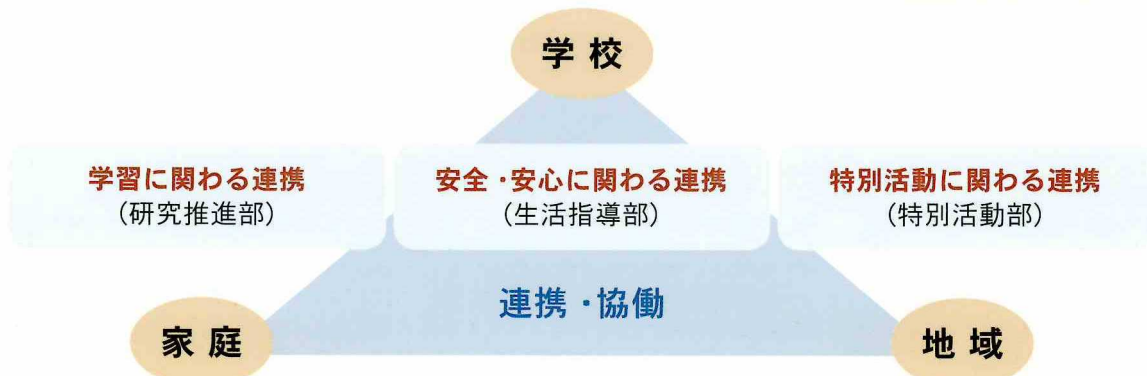 学校
学習に関わる連携
(研究推進部)
安全・安心に関わる連携
(生活指導部)
特別活動に関わる連携
(特別活動部)
連携・協働
家庭
地域